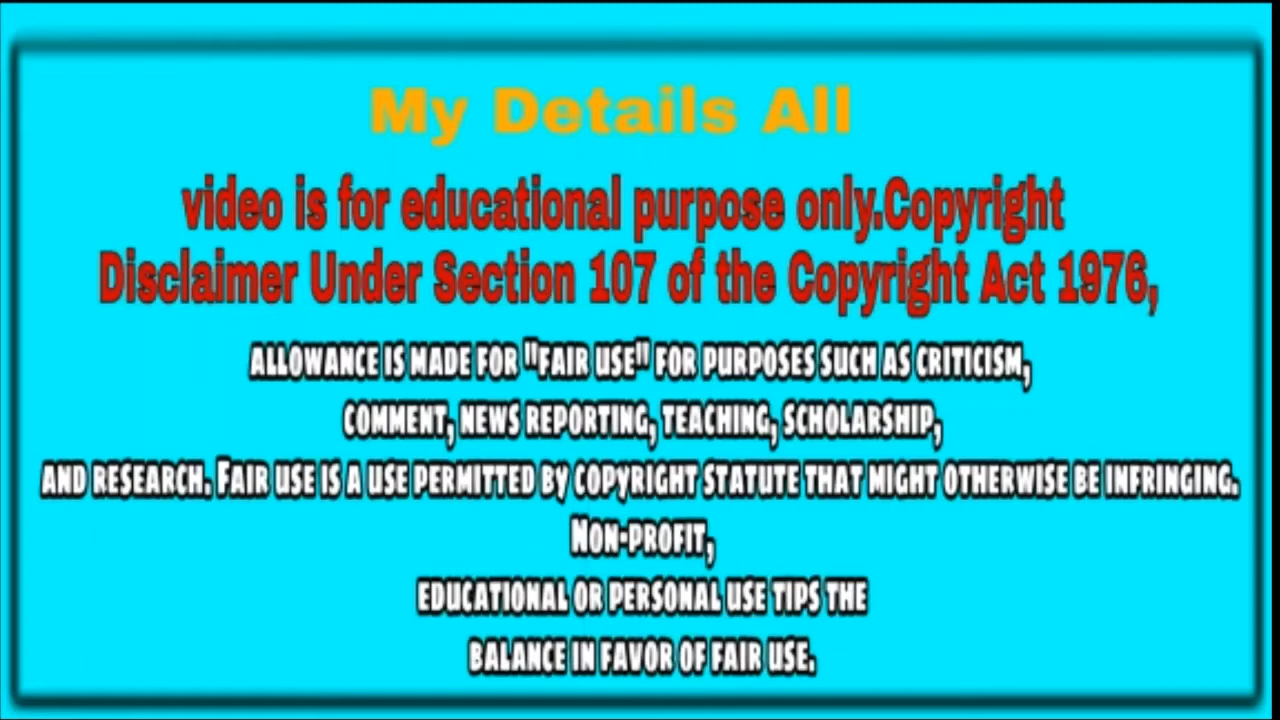 My Details All
video is for educational purpose only.Copyright
Disclaimer Under Section 107 of the Copyright Act 1976,
allowance is made for "fair use" for purposes such as criticism,
comment, news reporting, teaching, scholarship,
and research. Fair use is a use permitted by copyright statute that might otherwise be infringing.
Non-profit,
educational or personal use tips the
balance in favor of fair use.